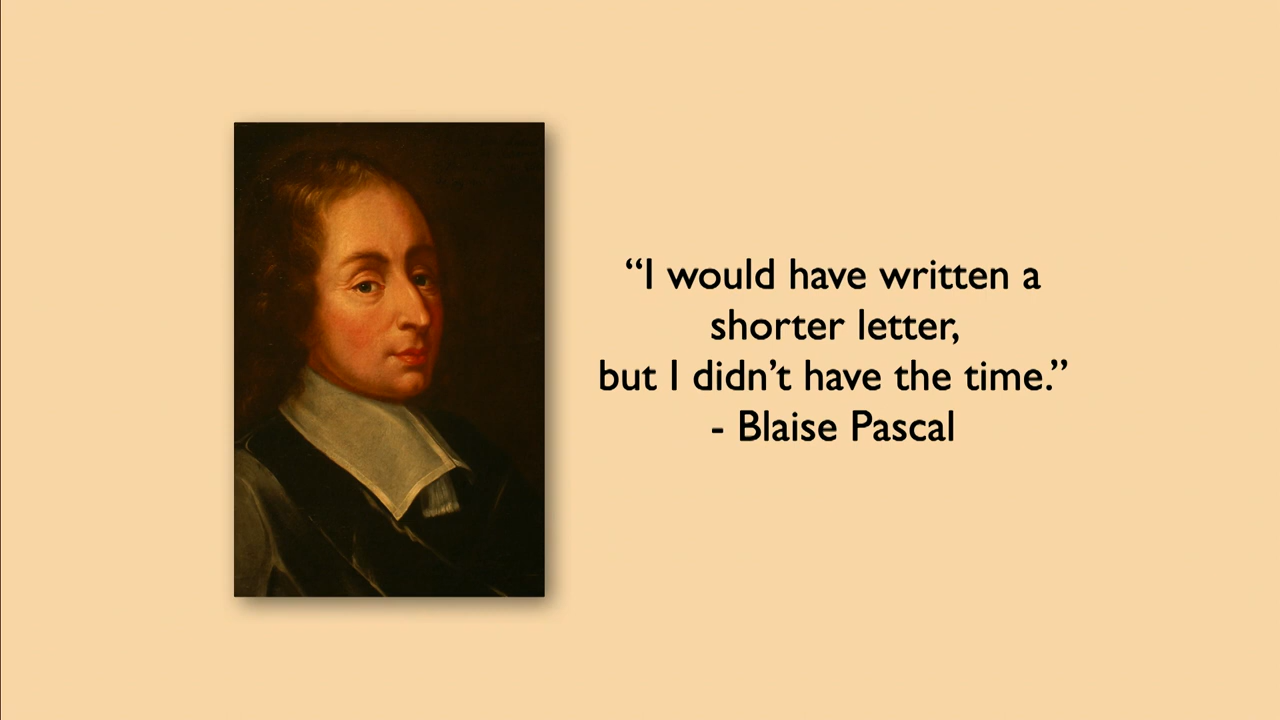 “I would have written a
shorter letter,
but I didn’t have the time.”
- Blaise Pascal